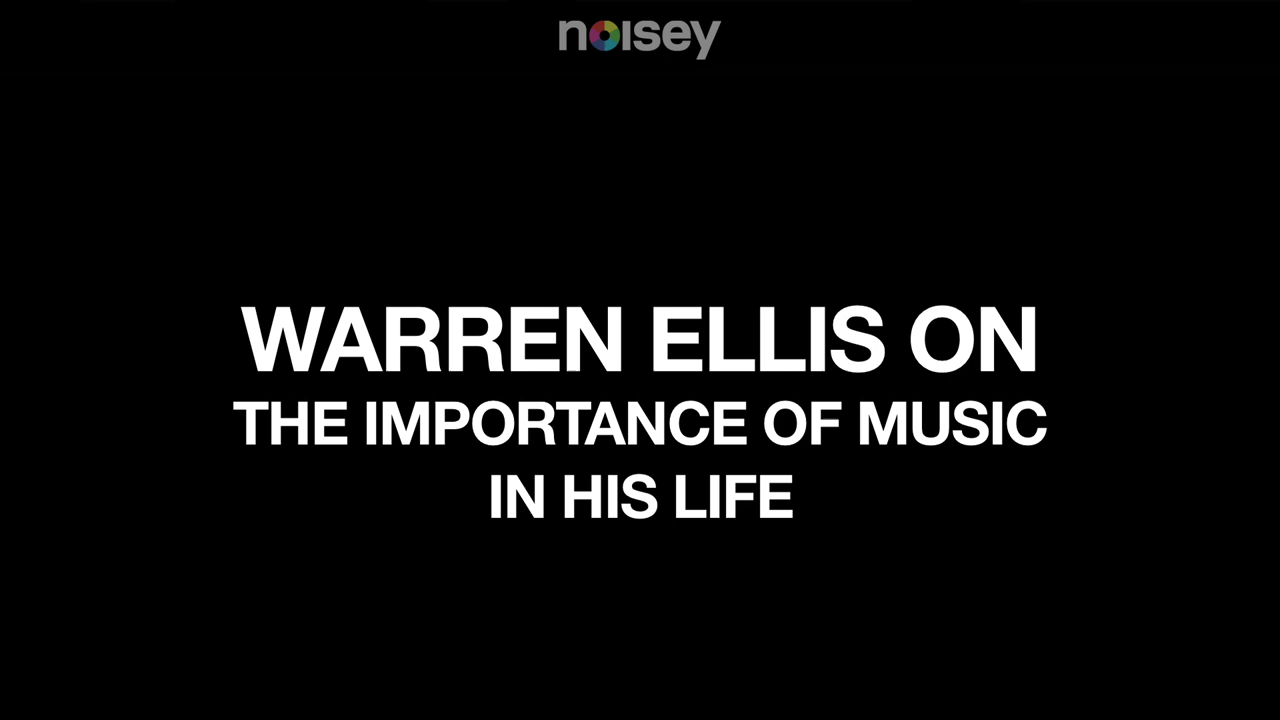 noisey
WARREN ELLIS ON
THE IMPORTANCE OF MUSIC
IN HIS LIFE